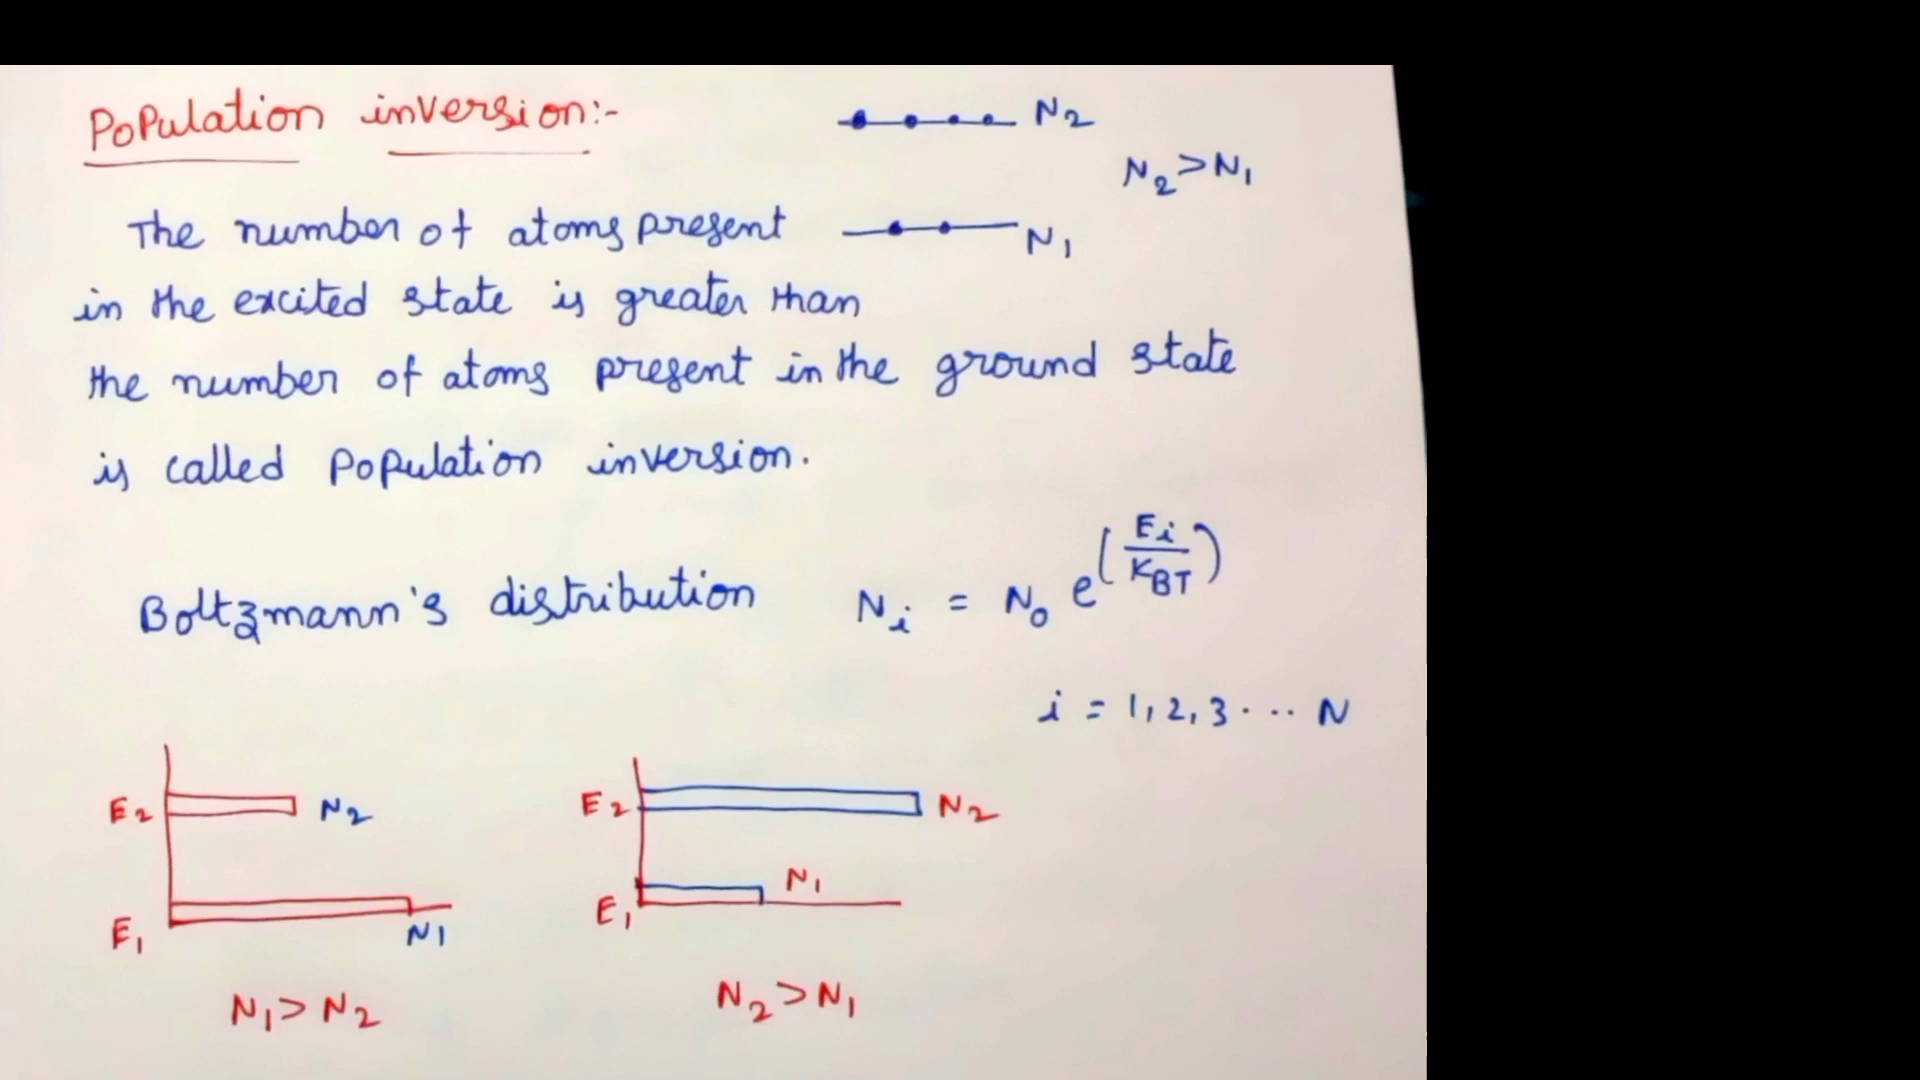 Population inversion:-
N2
N2 > N1
The number of atoms present
N1
in the excited state is greater than
the number of atoms present in the ground state
is called Population inversion.
Boltzmann's distribution Ni = N0 e^(Ei/KBT)
i = 1, 2, 3 ... N
E2 N2
E1 N1
N1 > N2
E2 N2
E1 N1
N2 > N1